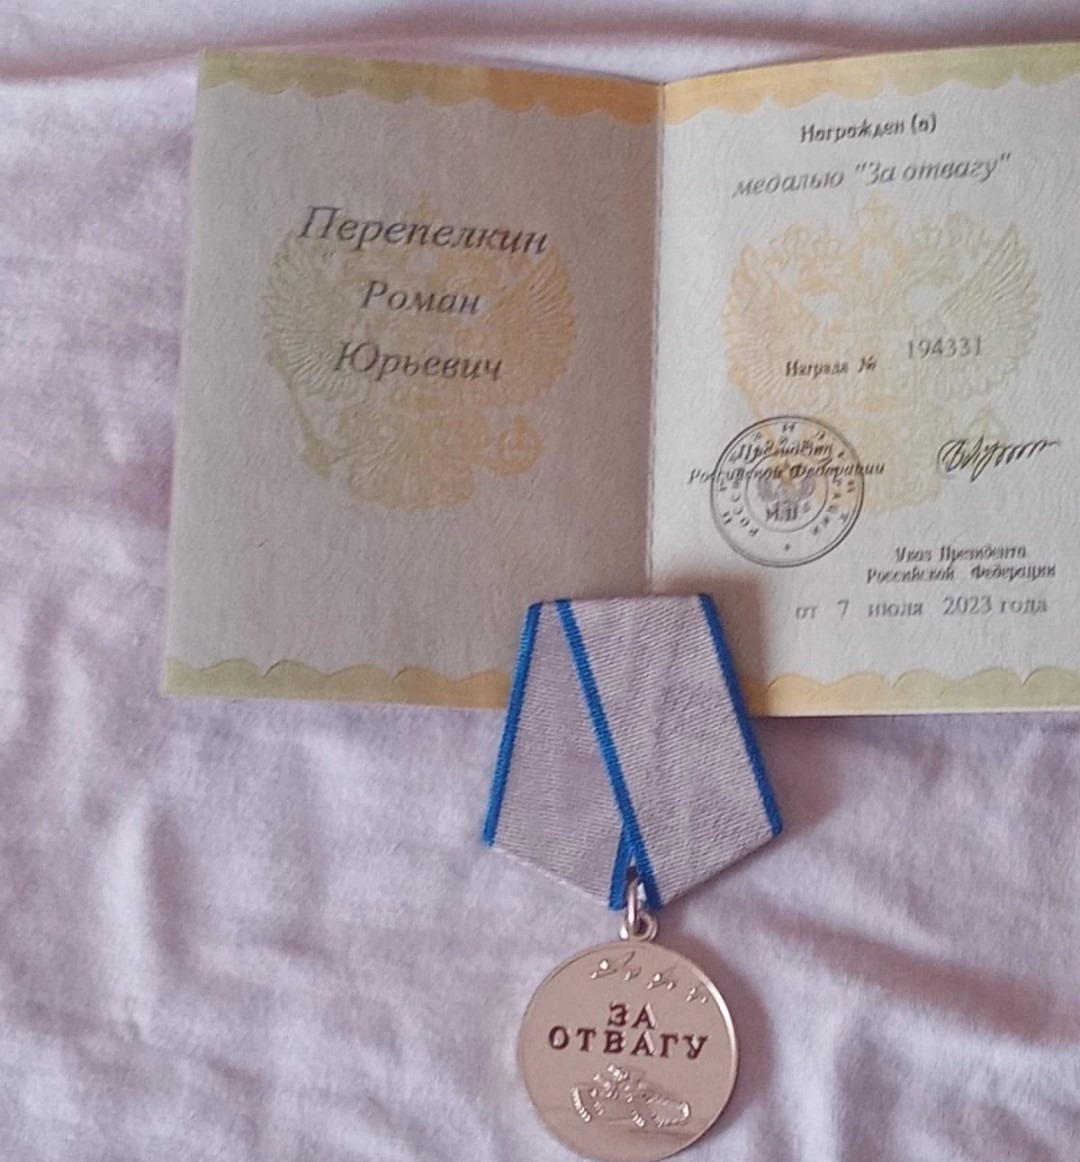 Перепелкин
Роман
Юрьевич
Награжден (а)
медалью "За отвагу"
Награда № 194331
Президент
Российской Федерации
М.П.
Указ Президента
Российской Федерации
от 7 июля 2023 года
ЗА
ОТВАГУ